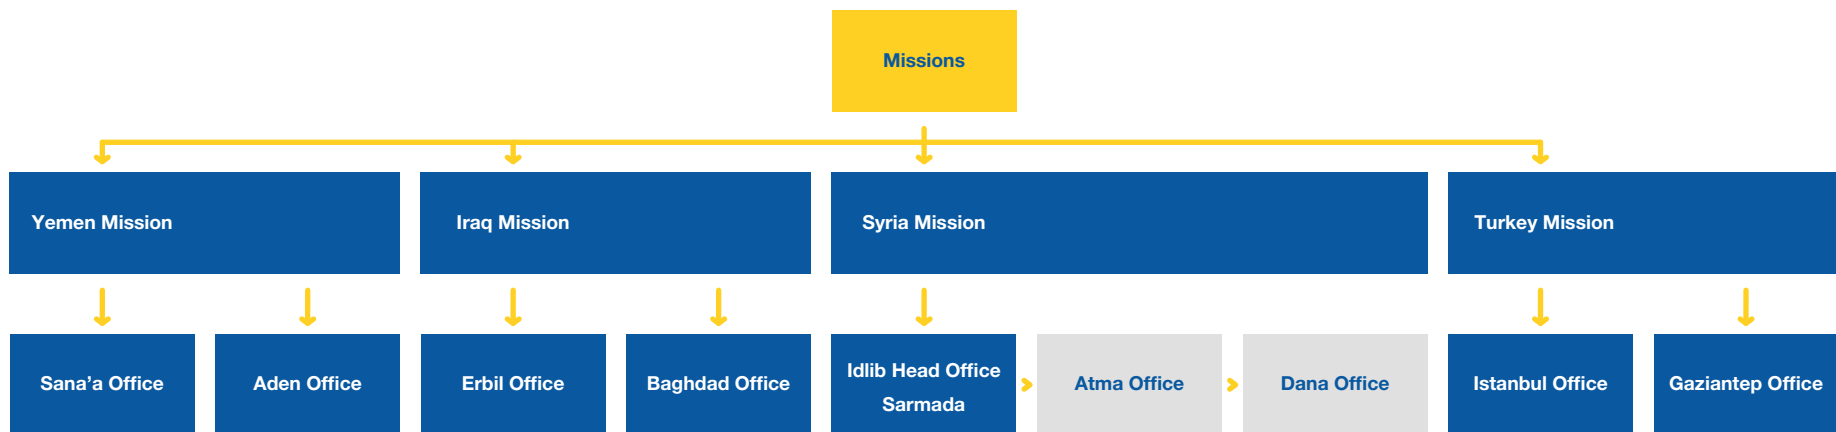 Missions
Yemen Mission
Iraq Mission
Syria Mission
Turkey Mission
Sana’a Office
Aden Office
Erbil Office
Baghdad Office
Idlib Head Office
Sarmada
Atma Office
Dana Office
Istanbul Office
Gaziantep Office